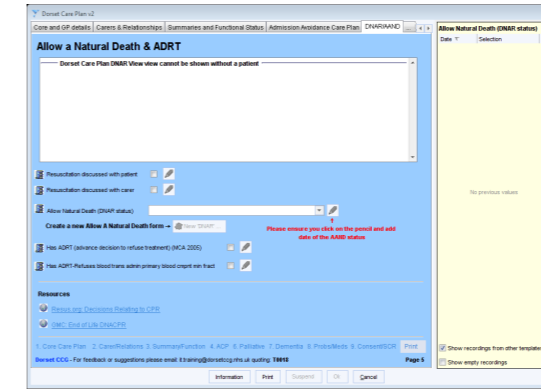 Dorset Care Plan v2
Core and GP details Carers & Relationships Summaries and Functional Status Admission Avoidance Care Plan DNAR/AAND ...
Allow a Natural Death & ADRT
Dorset Care Plan DNAR View view cannot be shown without a patient
Resuscitation discussed with patient
Resuscitation discussed with carer
Allow Natural Death (DNAR status)
Create a new Allow A Natural Death form → New 'DNAR' ...
Please ensure you click on the pencil and add
date of the AAND status
Has ADRT (advance decision to refuse treatment) (MCA 2005)
Has ADRT-Refuses blood trans admin primary blood cmpnt min fract
Resources
Resus.org: Decisions Relating to CPR
GMC: End of Life DNACPR
1. Core Care Plan 2. Carer/Relations 3. Summary/Function 4. ACP 6. Palliative 7. Dementia 8. Probs/Meds 9. Consent/SCR Print
Dorset CCG - For feedback or suggestions please email: it.training@dorsetccg.nhs.uk quoting Page 5
Information Print Suspend Ok Cancel
Allow Natural Death (DNAR status)
Date Selection
No previous values
Show recordings from other templates
Show empty recordings